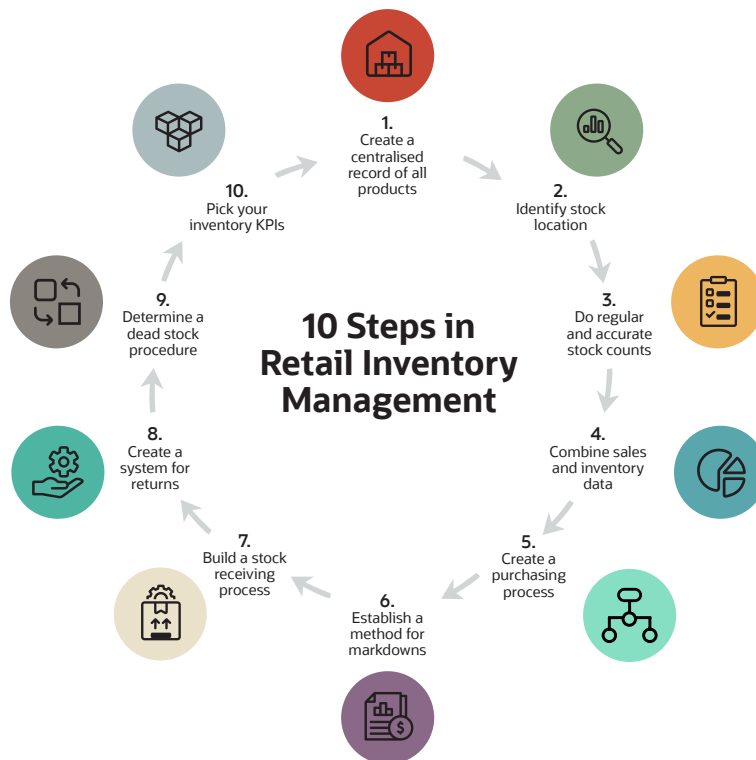 10 Steps in
Retail Inventory
Management
1.
Create a
centralised
record of all
products
2.
Identify stock
location
3.
Do regular
and accurate
stock counts
4.
Combine sales
and inventory
data
5.
Create a
purchasing
process
6.
Establish a
method for
markdowns
7.
Build a stock
receiving
process
8.
Create a
system for
returns
9.
Determine a
dead stock
procedure
10.
Pick your
inventory KPIs
$